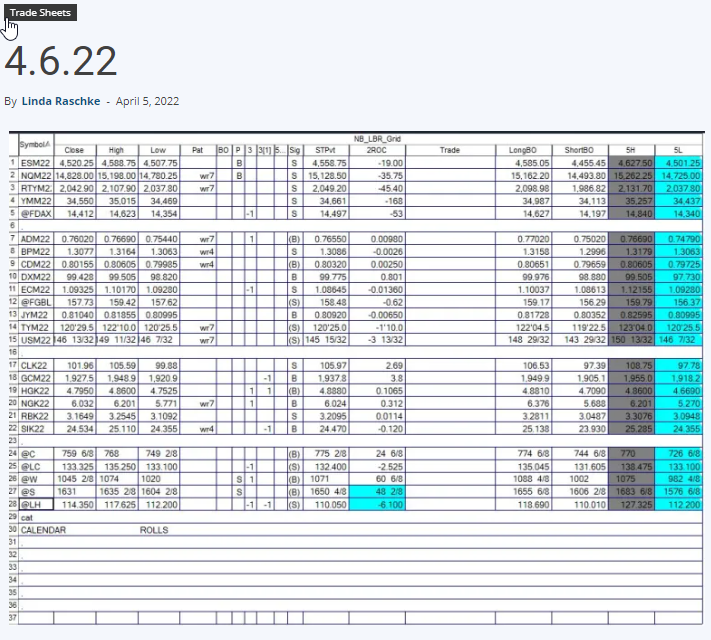 Trade Sheets
4.6.22
By Linda Raschke - April 5, 2022
NB_LBR_Grid
Symbol Close High Low Pat BO P 3 3[1] 5... Sig STPvt 2ROC Trade LongBO ShortBO 5H 5L
1 ESM22 4,520.25 4,588.75 4,507.75 B S 4,558.75 -19.00 4,585.05 4,455.45 4,627.50 4,501.25
2 NQM22 14,828.00 15,198.00 14,780.25 wr7 B S 15,128.50 -35.75 15,162.20 14,493.80 15,262.25 14,725.00
3 RTYM2 2,042.90 2,107.90 2,037.80 wr7 S 2,049.20 -45.40 2,098.98 1,986.82 2,131.70 2,037.80
4 YMM22 34,550 35,015 34,469 S 34,661 -168 34,987 34,113 35,257 34,437
5 @FDAX 14,412 14,623 14,354 -1 S 14,497 -53 14,627 14,197 14,840 14,340
6 .
7 ADM22 0.76020 0.76690 0.75440 wr7 1 (B) 0.76550 0.00980 0.77020 0.75020 0.76690 0.74790
8 BPM22 1.3077 1.3164 1.3063 wr4 S 1.3086 -0.0026 1.3158 1.2996 1.3179 1.3063
9 CDM22 0.80155 0.80605 0.79985 wr4 (B) 0.80320 0.00250 0.80651 0.79659 0.80605 0.79725
10 DXM22 99.428 99.505 98.820 B 99.775 0.801 99.976 98.880 99.505 97.730
11 ECM22 1.09325 1.10170 1.09280 -1 S 1.08645 -0.01360 1.10037 1.08613 1.12155 1.09280
12 @FGBL 157.73 159.42 157.62 (S) 158.48 -0.62 159.17 156.29 159.79 156.37
13 JYM22 0.81040 0.81855 0.80995 B 0.80920 -0.00650 0.81728 0.80352 0.82595 0.80995
14 TYM22 120'29.5 122'10.0 120'25.5 wr7 (S) 120'25.0 -1'10.0 122'04.5 119'22.5 123'04.0 120'25.5
15 USM22 146 13/32 149 11/32 146 7/32 wr7 (S) 145 15/32 -3 13/32 148 29/32 143 29/32 150 13/32 146 7/32
16 .
17 CLK22 101.96 105.59 99.88 S 105.97 2.69 106.53 97.39 108.75 97.78
18 GCM22 1,927.5 1,948.9 1,920.9 -1 B 1,937.8 3.8 1,949.9 1,905.1 1,955.0 1,918.2
19 HGK22 4.7950 4.8600 4.7525 1 1 (B) 4.8880 0.1065 4.8810 4.7090 4.8600 4.6690
20 NGK22 6.032 6.201 5.771 wr7 1 B 6.024 0.312 6.376 5.688 6.201 5.270
21 RBK22 3.1649 3.2545 3.1092 S 3.2095 0.0114 3.2811 3.0487 3.3076 3.0948
22 SIK22 24.534 25.110 24.355 wr4 -1 B 24.470 -0.120 25.138 23.930 25.285 24.355
23 .
24 @C 759 6/8 768 749 2/8 (B) 775 2/8 24 6/8 774 6/8 744 6/8 770 726 6/8
25 @LC 133.325 135.250 133.100 -1 (S) 132.400 -2.525 135.045 131.605 138.475 133.100
26 @W 1045 2/8 1074 1020 S 1 (B) 1071 60 6/8 1088 4/8 1002 1075 982 4/8
27 @S 1631 1635 2/8 1604 2/8 S (B) 1650 4/8 48 2/8 1655 6/8 1606 2/8 1683 6/8 1576 6/8
28 @LH 114.350 117.625 112.200 -1 -1 (S) 110.050 -6.100 118.690 110.010 127.325 112.200
29 cat
30 CALENDAR ROLLS
31 .
32 .
33 .
34 .
35 .
36 .
37